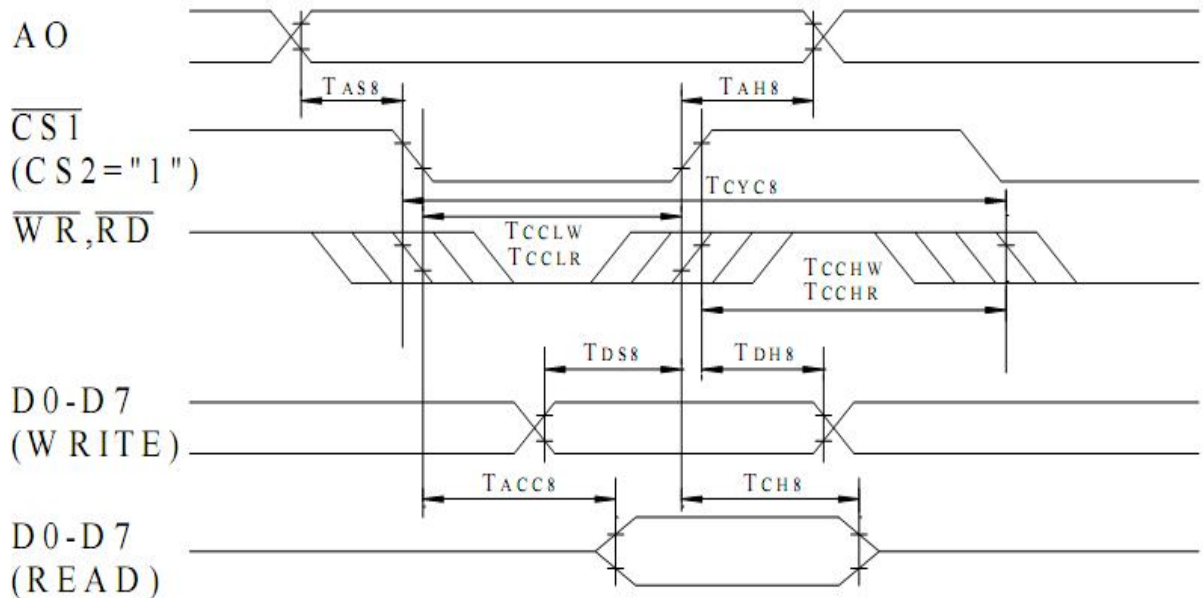 A0
TAS8
TAH8
CS1
(CS2="1")
TCYC8
WR,RD
TCCLW
TCCLR
TCCHW
TCCHR
TDS8
TDH8
D0-D7
(WRITE)
TACC8
TCH8
D0-D7
(READ)